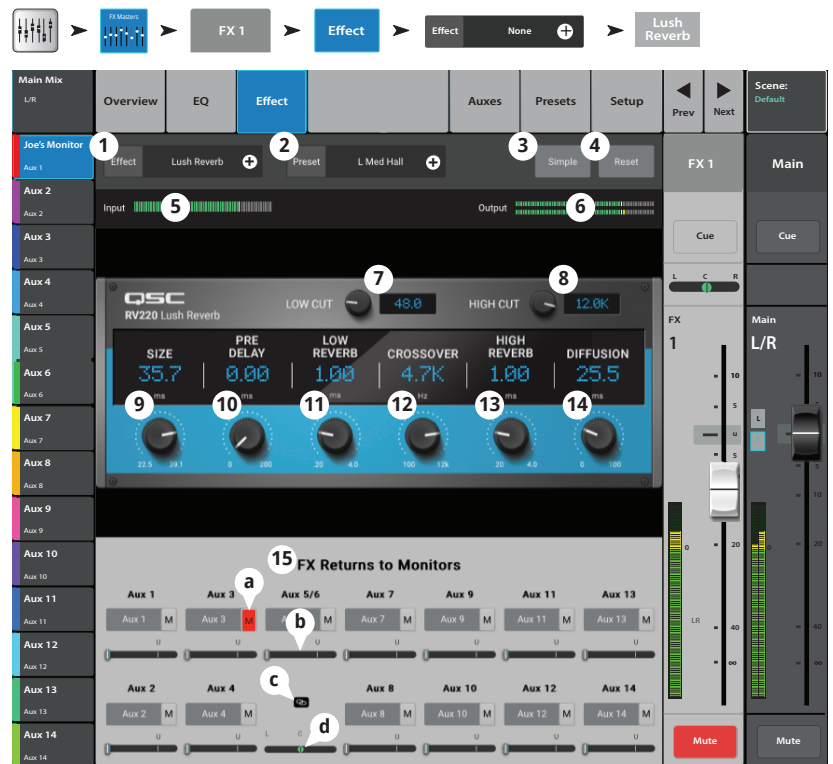 FX Masters
FX 1
Effect
Effect None
Lush
Reverb
Main Mix
L/R
Overview EQ Effect Auxes Presets Setup
Prev Next
Scene:
Default
Joe's Monitor
Aux 1
1 Effect Lush Reverb
2 Preset L Med Hall
3 Simple 4 Reset
FX 1
Main
Aux 2
Aux 2
Input 5
Output 6
Aux 3
Aux 3
Cue
Cue
Aux 4
Aux 4
L C R
7 8
QSC
RV220 Lush Reverb
LOW CUT 48.0
HIGH CUT 12.0K
FX
1
Main
L/R
Aux 5
Aux 5
SIZE
35.7
ms
PRE
DELAY
0.00
ms
LOW
REVERB
1.00
ms
CROSSOVER
4.7K
Hz
HIGH
REVERB
1.00
ms
DIFFUSION
25.5
ms
Aux 6
Aux 6
9 10 11 12 13 14
22.5 39.1
0 200
.20 4.0
100 12k
.20 4.0
0 100
Aux 7
Aux 7
Aux 8
Aux 8
10
5
U
5
10
20
40
∞
0
LR
L
10
5
10
20
40
∞
0
Aux 9
Aux 9
Aux 10
Aux 10
15 FX Returns to Monitors
a
Aux 11
Aux 11
Aux 1 Aux 3 Aux 5/6 Aux 7 Aux 9 Aux 11 Aux 13
Aux 1 M Aux 3 M M Aux 7 M Aux 9 M Aux 11 M Aux 13 M
b
U U U U U U U
Aux 12
Aux 12
c
Aux 13
Aux 13
Aux 2 Aux 4 Aux 8 Aux 10 Aux 12 Aux 14
Aux 2 M Aux 4 M Aux 8 M Aux 10 M Aux 12 M Aux 14 M
d
U U L C U U U U
Aux 14
Aux 14
Mute
Mute